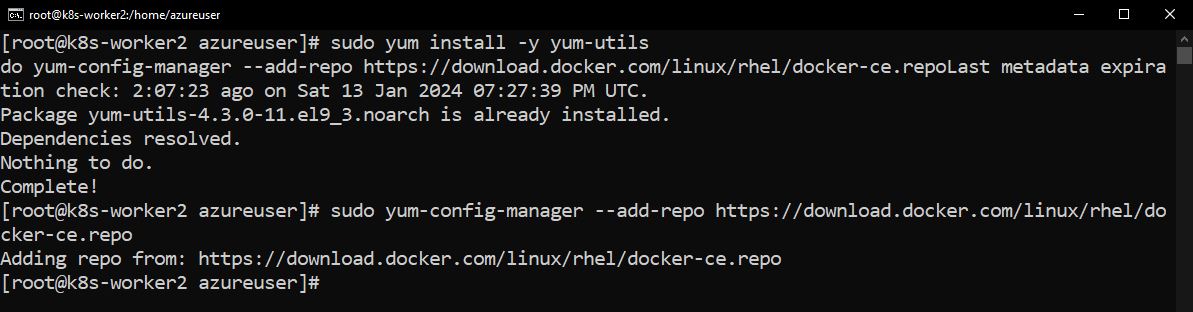 root@k8s-worker2:/home/azureuser
[root@k8s-worker2 azureuser]# sudo yum install -y yum-utils
do yum-config-manager --add-repo https://download.docker.com/linux/rhel/docker-ce.repoLast metadata expira
tion check: 2:07:23 ago on Sat 13 Jan 2024 07:27:39 PM UTC.
Package yum-utils-4.3.0-11.el9_3.noarch is already installed.
Dependencies resolved.
Nothing to do.
Complete!
[root@k8s-worker2 azureuser]# sudo yum-config-manager --add-repo https://download.docker.com/linux/rhel/do
cker-ce.repo
Adding repo from: https://download.docker.com/linux/rhel/docker-ce.repo
[root@k8s-worker2 azureuser]#